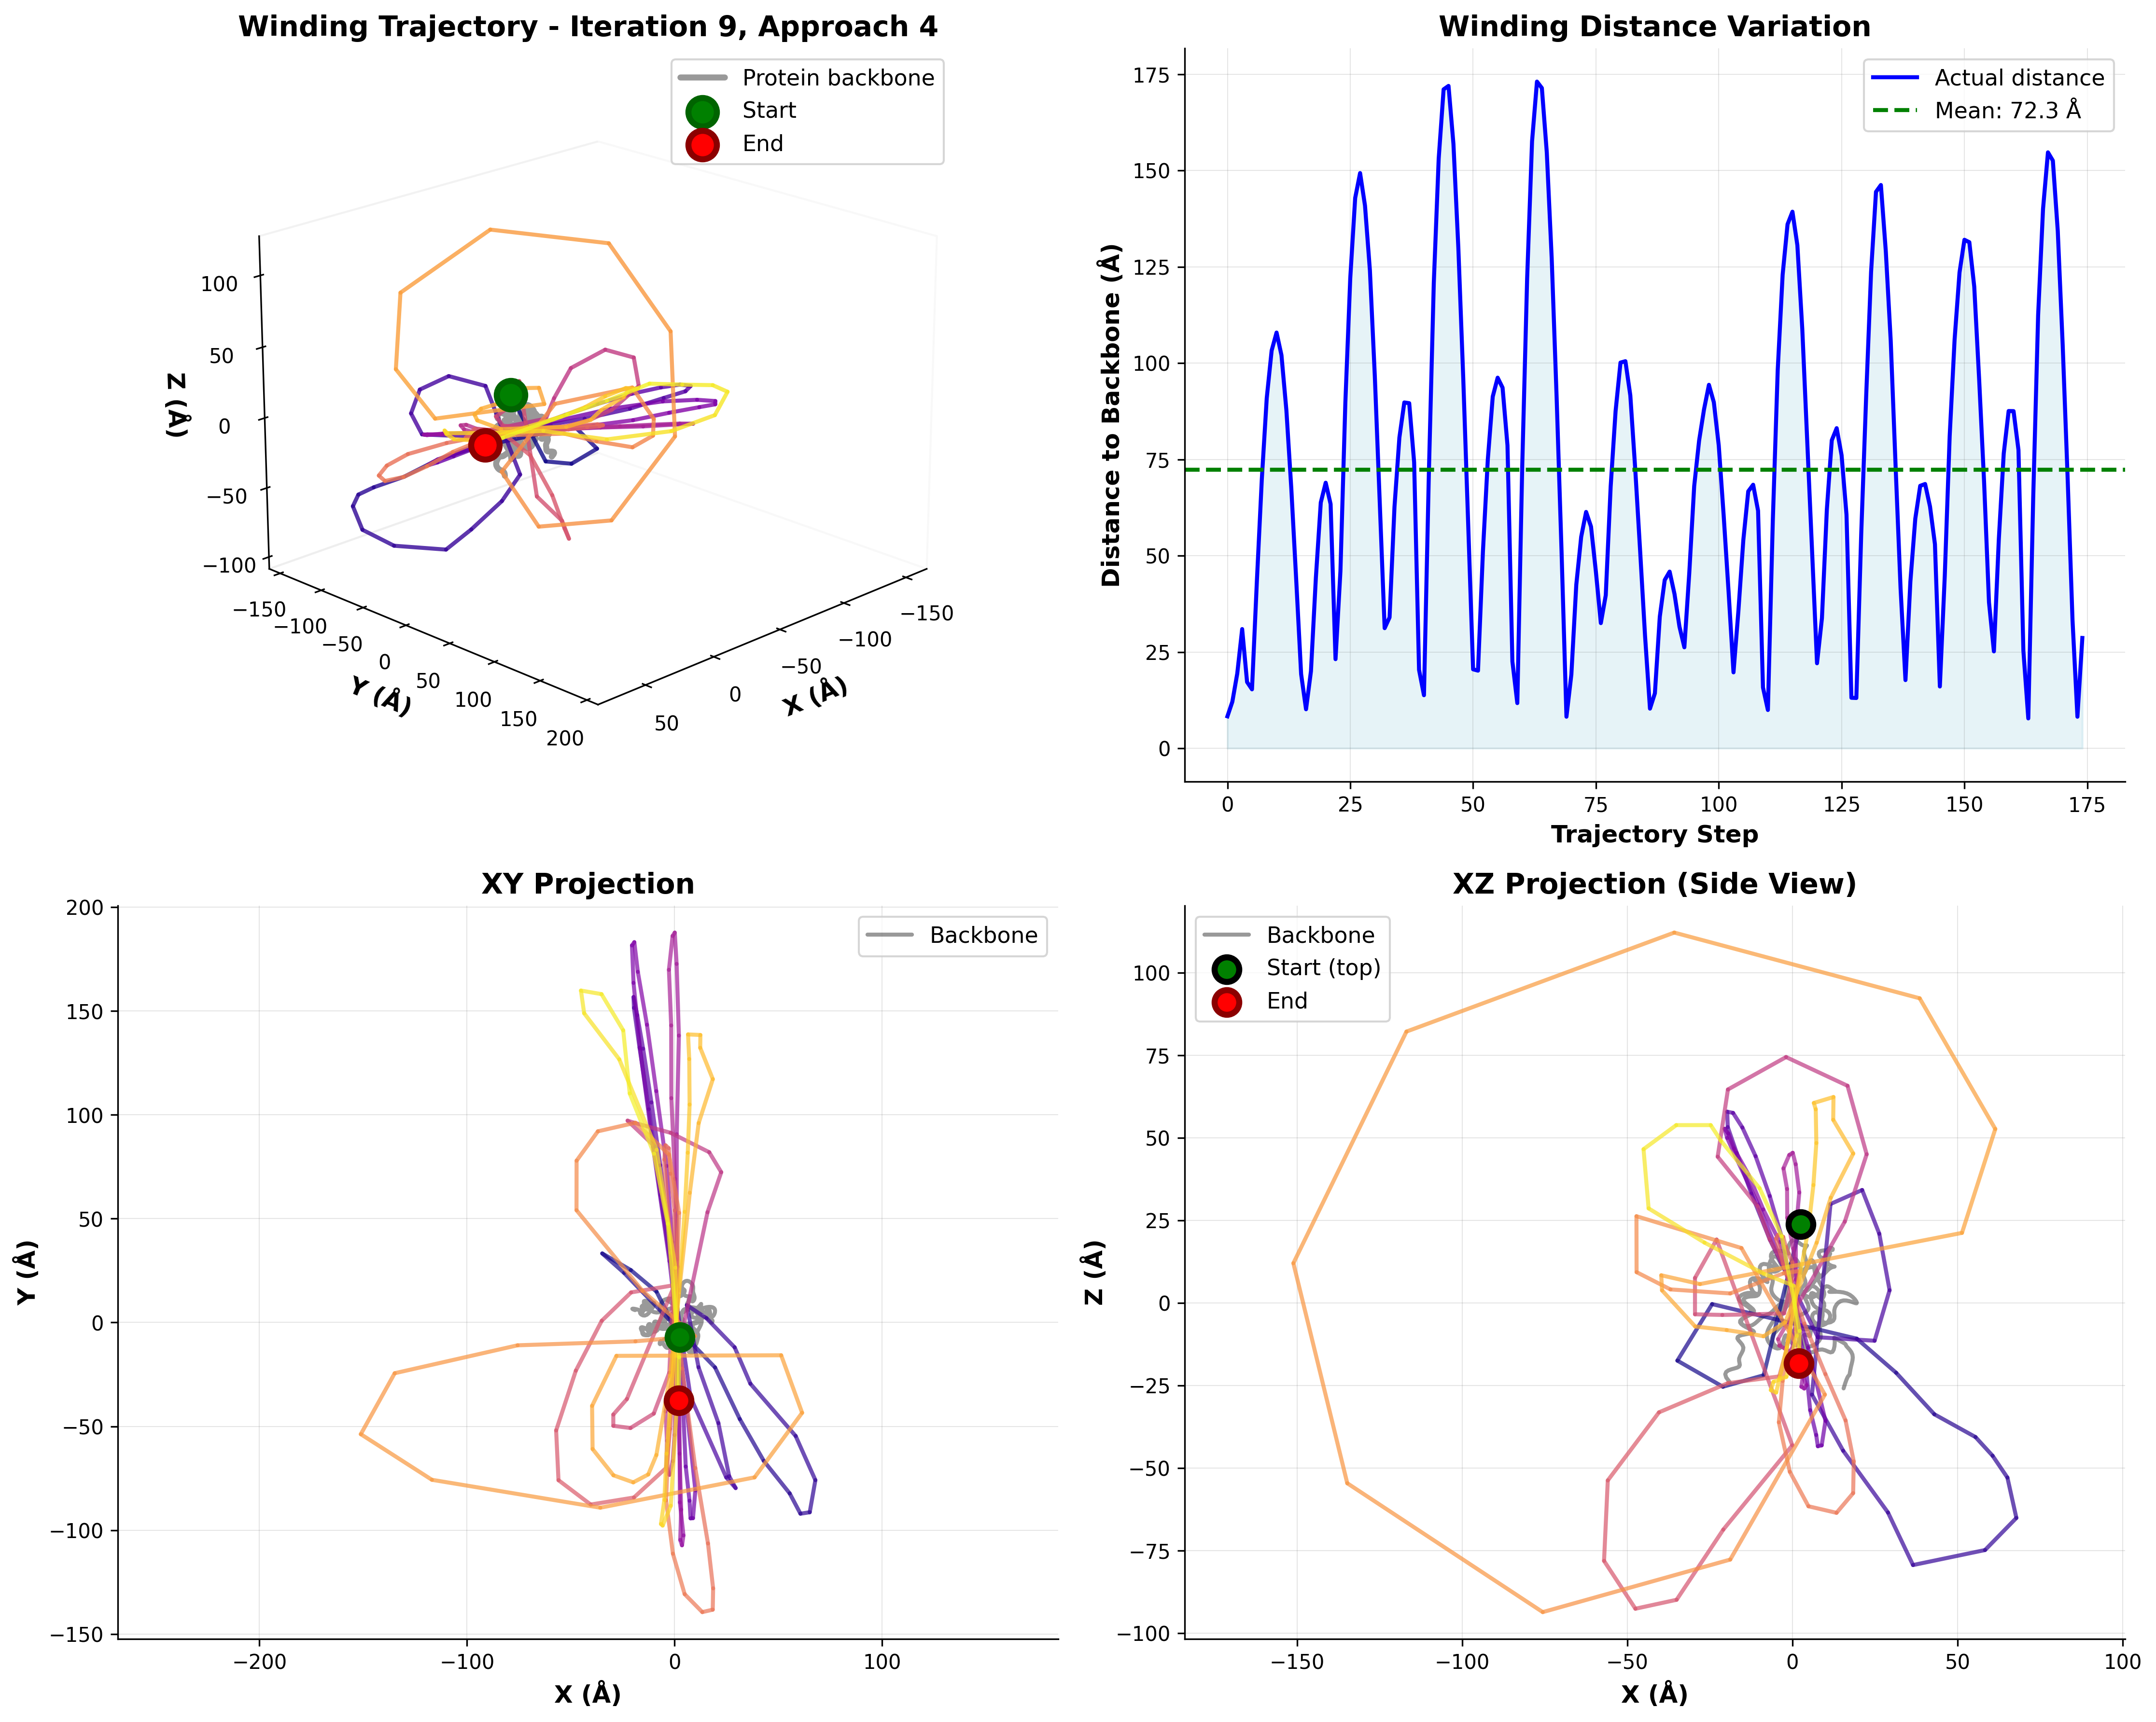 Winding Trajectory - Iteration 9, Approach 4
Protein backbone
Start
End
Z (Å)
100
50
0
−50
−100
−150
−100
−50
0
50
100
150
200
Y (Å)
50
0
−50
−100
−150
X (Å)
Winding Distance Variation
Actual distance
Mean: 72.3 Å
Distance to Backbone (Å)
175
150
125
100
75
50
25
0
0
25
50
75
100
125
150
175
Trajectory Step
XY Projection
Backbone
Y (Å)
200
150
100
50
0
−50
−100
−150
−200
−100
0
100
X (Å)
XZ Projection (Side View)
Backbone
Start (top)
End
Z (Å)
100
75
50
25
0
−25
−50
−75
−100
−150
−100
−50
0
50
100
X (Å)